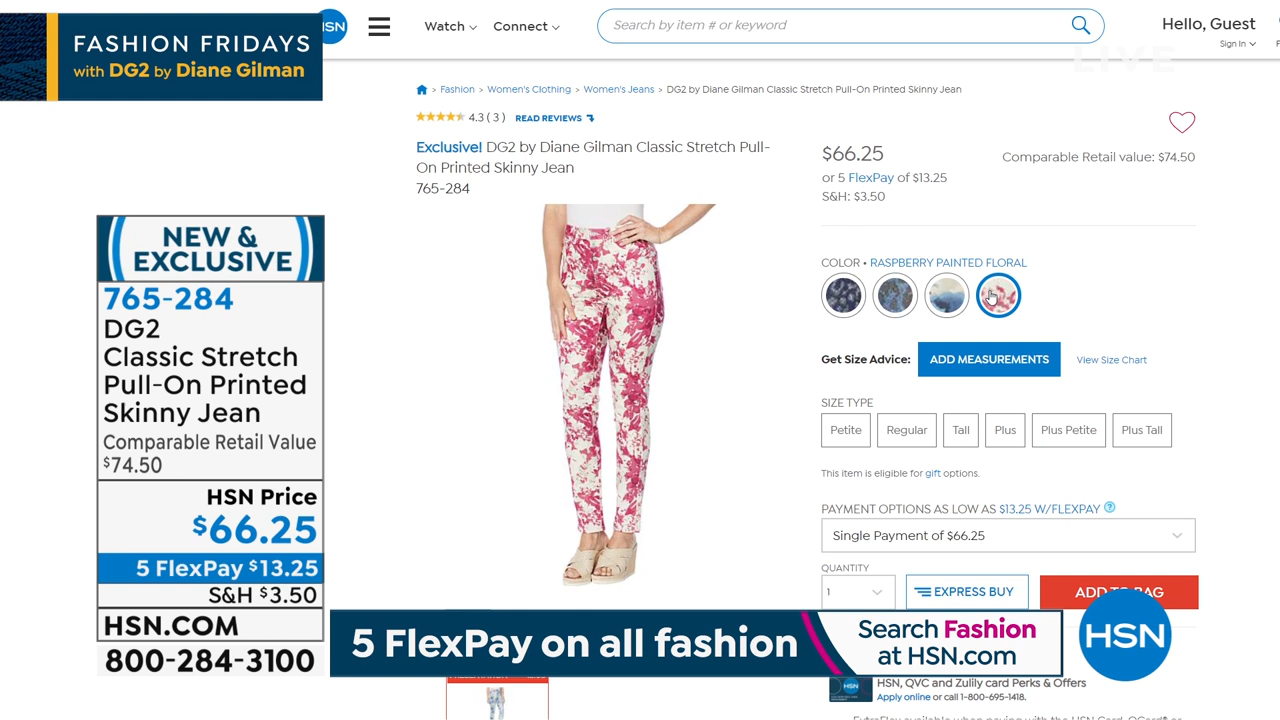 FASHION FRIDAYS
with DG2 by Diane Gilman
HSN
Watch
Connect
Search by item # or keyword
Hello, Guest
Sign In
LIVE
Fashion > Women's Clothing > Women's Jeans > DG2 by Diane Gilman Classic Stretch Pull-On Printed Skinny Jean
4.3 ( 3 ) READ REVIEWS
Exclusive! DG2 by Diane Gilman Classic Stretch Pull-
On Printed Skinny Jean
765-284
$66.25
Comparable Retail value: $74.50
or 5 FlexPay of $13.25
S&H: $3.50
COLOR • RASPBERRY PAINTED FLORAL
Get Size Advice: ADD MEASUREMENTS View Size Chart
SIZE TYPE
Petite Regular Tall Plus Plus Petite Plus Tall
This item is eligible for gift options.
PAYMENT OPTIONS AS LOW AS $13.25 W/FLEXPAY ?
Single Payment of $66.25
QUANTITY
1
EXPRESS BUY
ADD TO BAG
NEW &
EXCLUSIVE
765-284
DG2
Classic Stretch
Pull-On Printed
Skinny Jean
Comparable Retail Value
$74.50
HSN Price
$66.25
5 FlexPay $13.25
S&H $3.50
HSN.COM
800-284-3100
5 FlexPay on all fashion
Search Fashion
at HSN.com
HSN
HSN, QVC and Zulily card Perks & Offers
Apply online or call 1-800-695-1418.